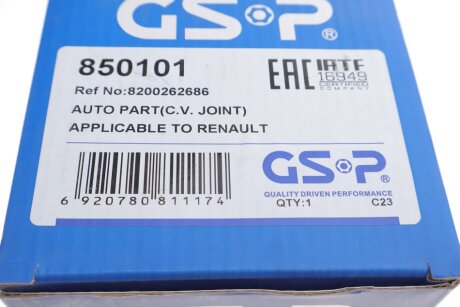 GSP®
850101
Ref No:8200262686
AUTO PART(C.V. JOINT)
APPLICABLE TO RENAULT
EAC
IATF
16949
CERTIFIED
COMPANY
6 920780 811174
GSP
QUALITY DRIVEN PERFORMANCE
QTY:1 C23